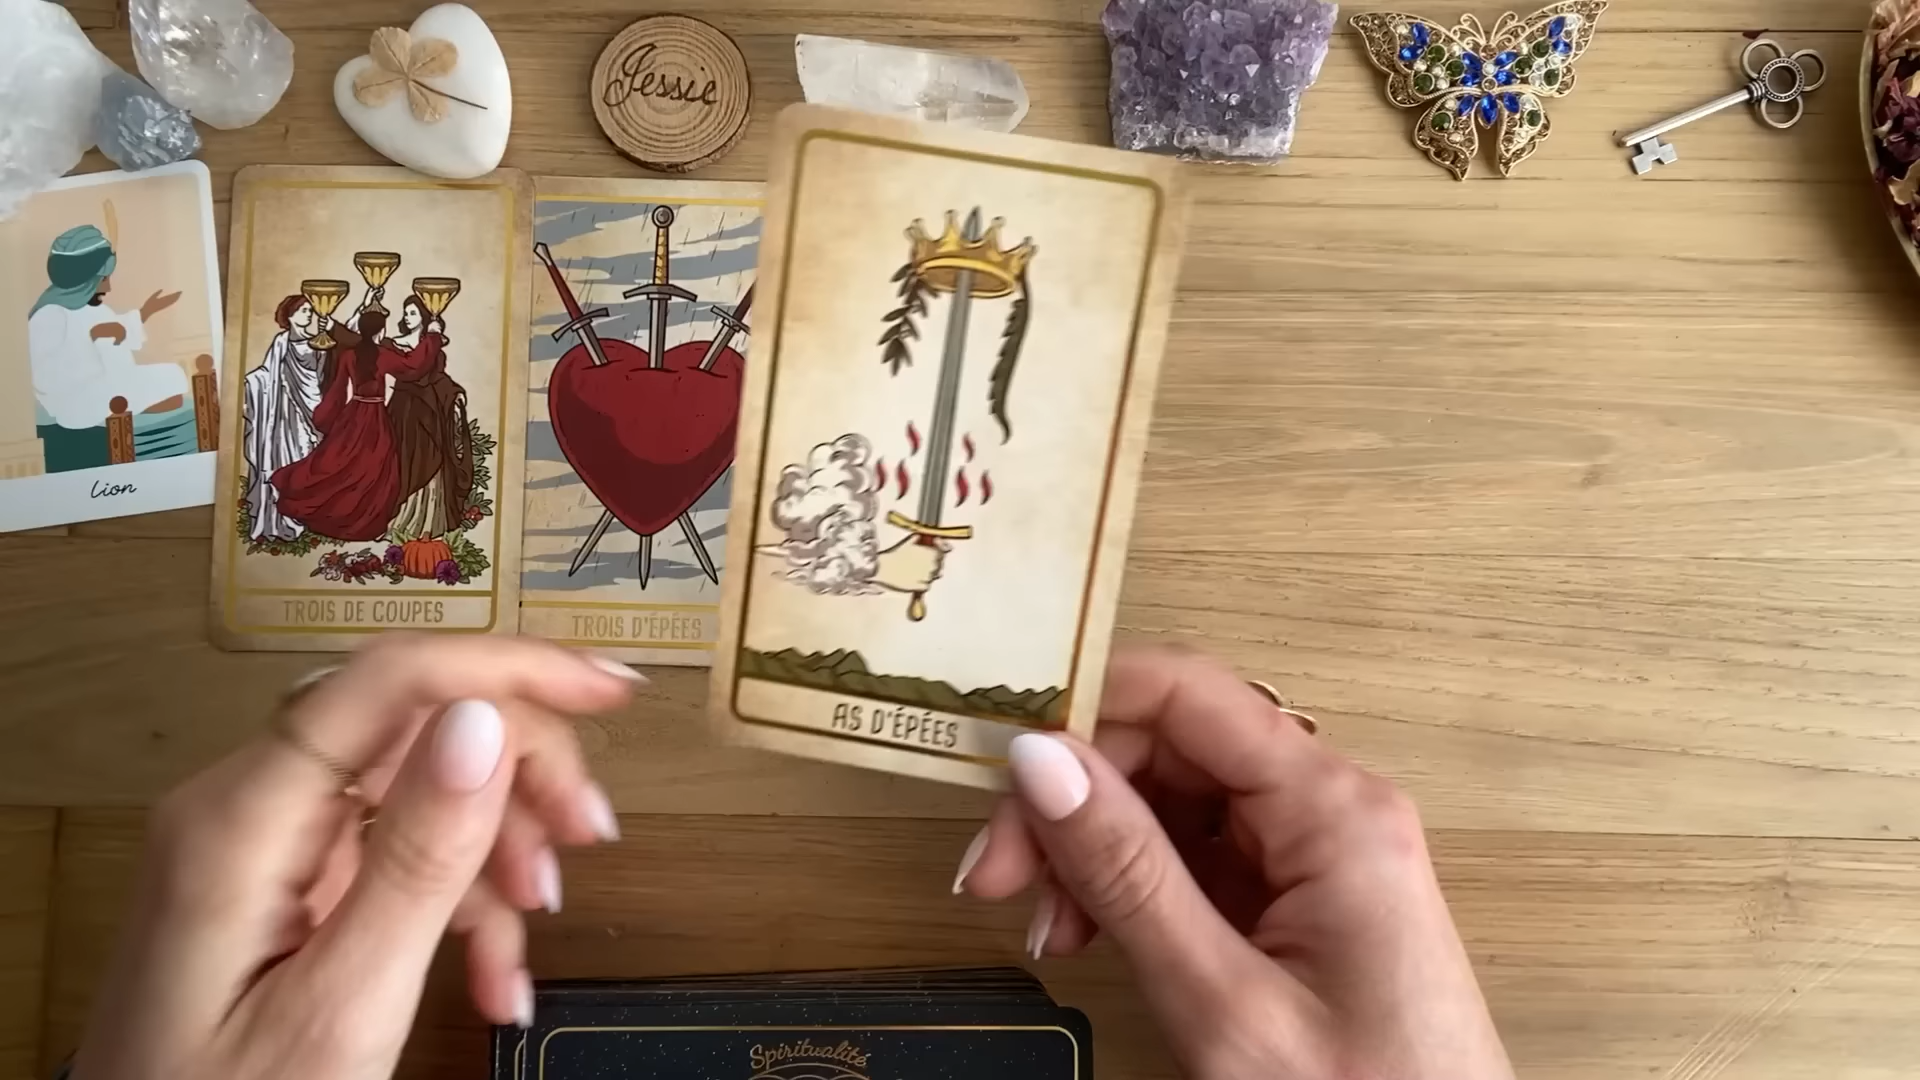 Jessie
Lion
TROIS DE COUPES
TROIS D'ÉPÉES
AS D'ÉPÉES
Spiritualité